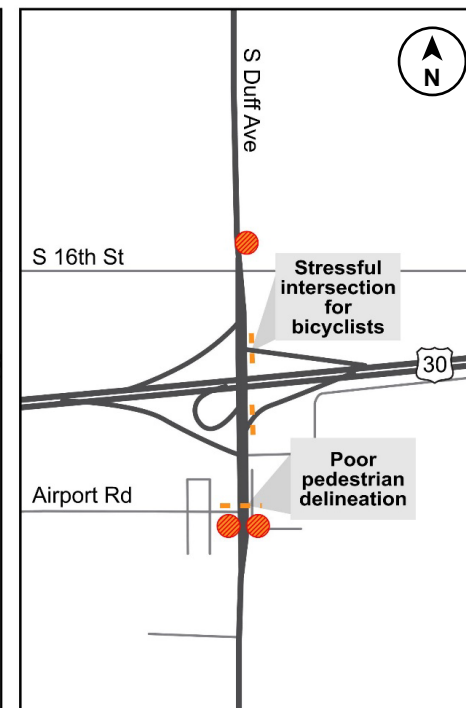 N
S Duff Ave
S 16th St
Stressful
intersection
for
bicyclists
30
Poor
pedestrian
delineation
Airport Rd